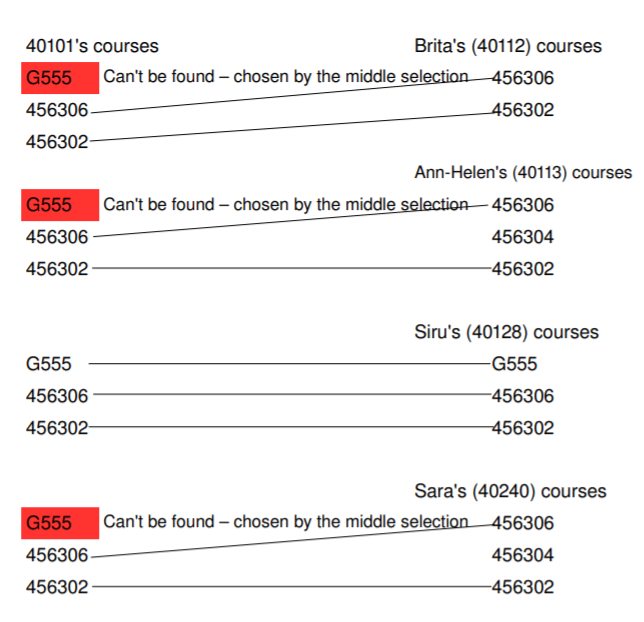 40101's courses Brita's (40112) courses
G555 Can't be found – chosen by the middle selection 456306
456306 456302
456302
Ann-Helen's (40113) courses
G555 Can't be found – chosen by the middle selection 456306
456306 456304
456302 456302
Siru's (40128) courses
G555 G555
456306 456306
456302 456302
Sara's (40240) courses
G555 Can't be found – chosen by the middle selection 456306
456306 456304
456302 456302